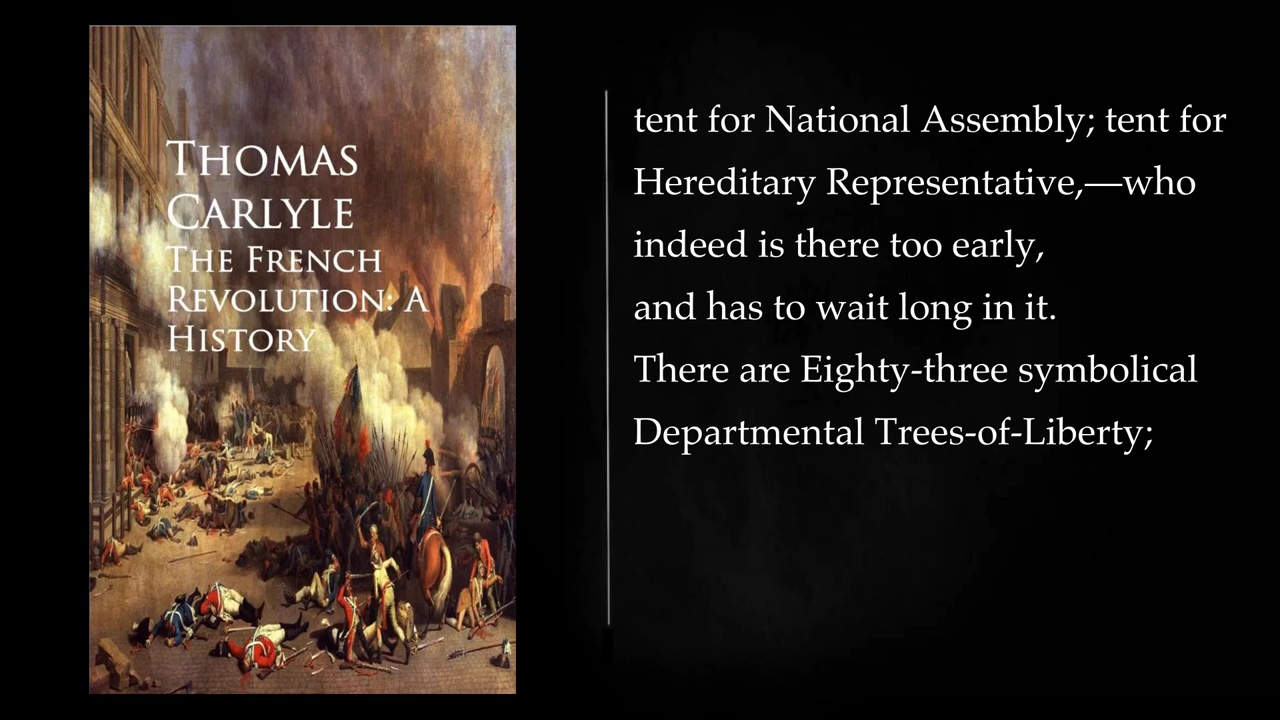 THOMAS
CARLYLE
THE FRENCH
REVOLUTION: A
HISTORY
tent for National Assembly; tent for
Hereditary Representative,—who
indeed is there too early,
and has to wait long in it.
There are Eighty-three symbolical
Departmental Trees-of-Liberty;